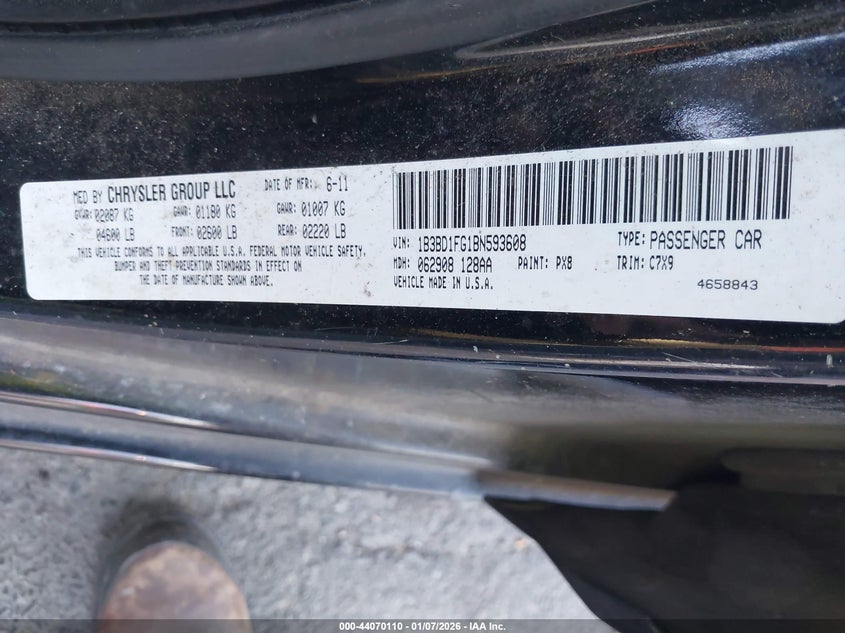 MFD BY CHRYSLER GROUP LLC DATE OF MFR: 6-11
GVWR: 02087 KG GAWR: 01180 KG GAWR: 01007 KG
04600 LB FRONT: 02600 LB REAR: 02220 LB
THIS VEHICLE CONFORMS TO ALL APPLICABLE U.S.A. FEDERAL MOTOR VEHICLE SAFETY,
BUMPER AND THEFT PREVENTION STANDARDS IN EFFECT ON
THE DATE OF MANUFACTURE SHOWN ABOVE.
VIN: 1B3BD1FG1BN593608 TYPE: PASSENGER CAR
MDH: 062908 128AA PAINT: PX8 TRIM: C7X9
VEHICLE MADE IN U.S.A. 4658843
000-44070110 | 01/07/2026 - IAA Inc.